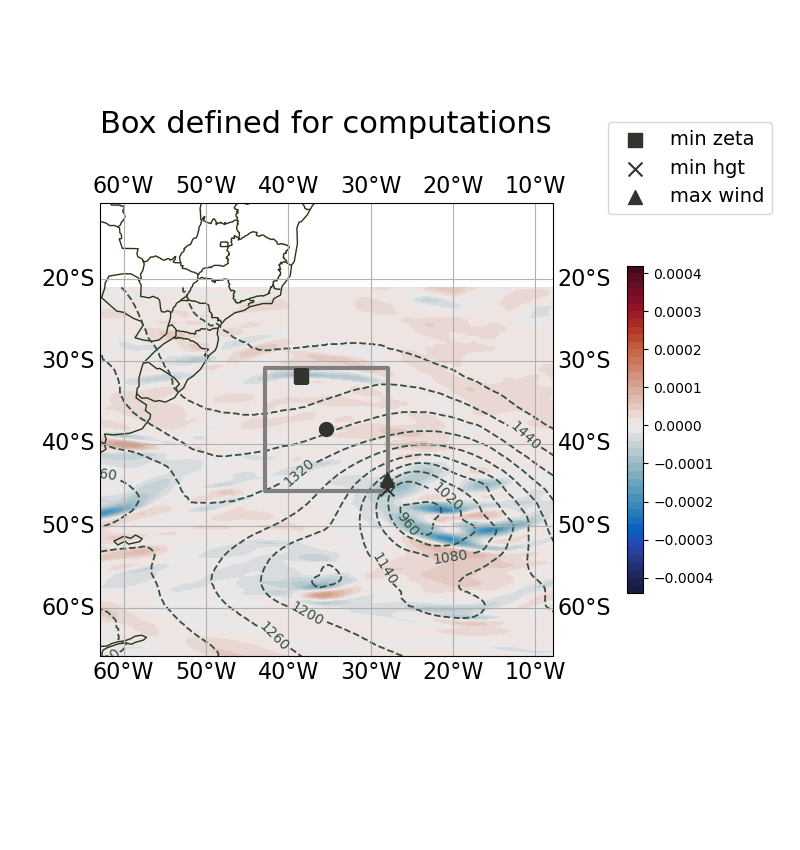 Box defined for computations
min zeta
min hgt
max wind
60°W 50°W 40°W 30°W 20°W 10°W
20°S 20°S
30°S 30°S
40°S 40°S
50°S 50°S
60°S 60°S
60°W 50°W 40°W 30°W 20°W 10°W
1440
1320
60
1020
960
1080
1140
1200
1260
0.0004
0.0003
0.0002
0.0001
0.0000
−0.0001
−0.0002
−0.0003
−0.0004